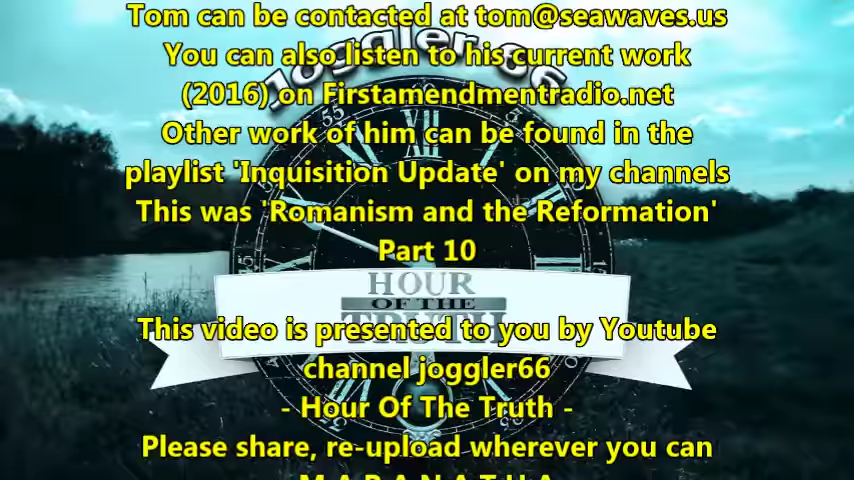 Tom can be contacted at tom@seawaves.us
Joggler 66
You can also listen to his current work
(2016) on Firstamendmentradio.net
Other work of him can be found in the
playlist 'Inquisition Update' on my channels
This was 'Romanism and the Reformation'
Part 10
HOUR
OF THE
TRUTH
This video is presented to you by Youtube
channel joggler66
- Hour Of The Truth -
Please share, re-upload wherever you can
M A R A N A T H A